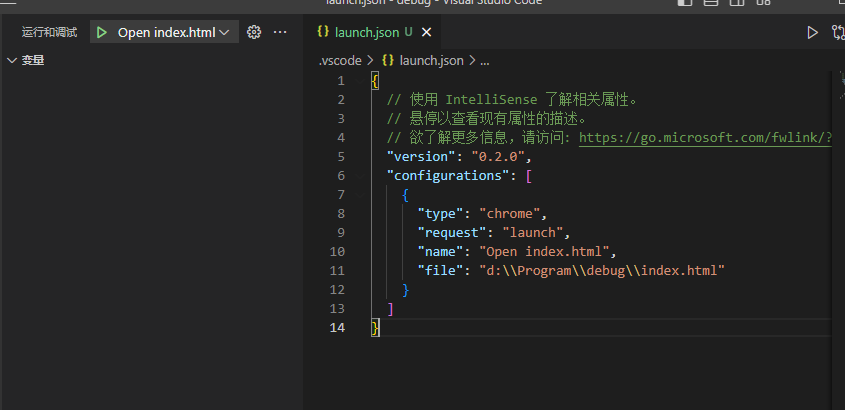 launch.json - debug - Visual Studio Code
运行和调试
Open index.html
变量
{} launch.json U
.vscode > {} launch.json > ...
1 {
2 // 使用 IntelliSense 了解相关属性。
3 // 悬停以查看现有属性的描述。
4 // 欲了解更多信息，请访问: https://go.microsoft.com/fwlink/?
5 "version": "0.2.0",
6 "configurations": [
7 {
8 "type": "chrome",
9 "request": "launch",
10 "name": "Open index.html",
11 "file": "d:\\Program\\debug\\index.html"
12 }
13 ]
14 }